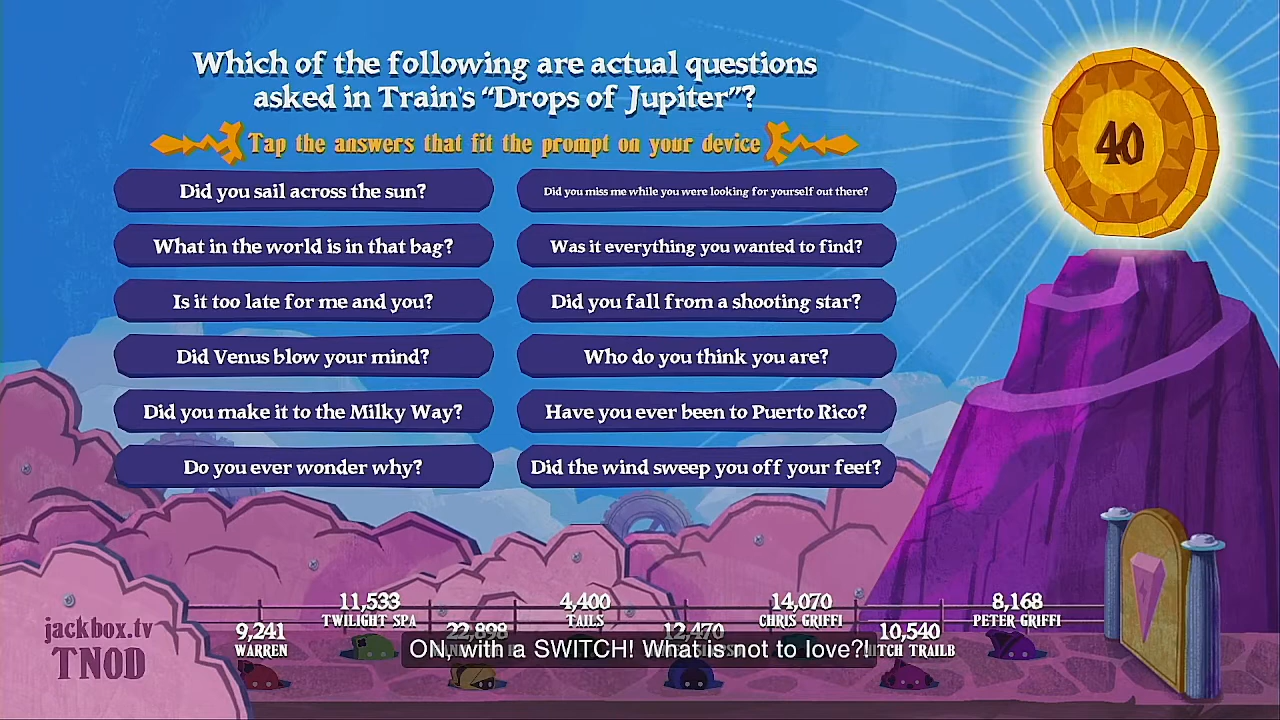 Which of the following are actual questions
asked in Train's "Drops of Jupiter"?
Tap the answers that fit the prompt on your device
40
Did you sail across the sun?
Did you miss me while you were looking for yourself out there?
What in the world is in that bag?
Was it everything you wanted to find?
Is it too late for me and you?
Did you fall from a shooting star?
Did Venus blow your mind?
Who do you think you are?
Did you make it to the Milky Way?
Have you ever been to Puerto Rico?
Do you ever wonder why?
Did the wind sweep you off your feet?
11,533
TWILIGHT SPA
4,400
TAILS
14,070
CHRIS GRIFFI
8,168
PETER GRIFFI
9,241
WARREN
22,898
12,470
10,540
TCH TRAILB
ON, with a SWITCH! What is not to love?!
jackbox.tv
TNOD